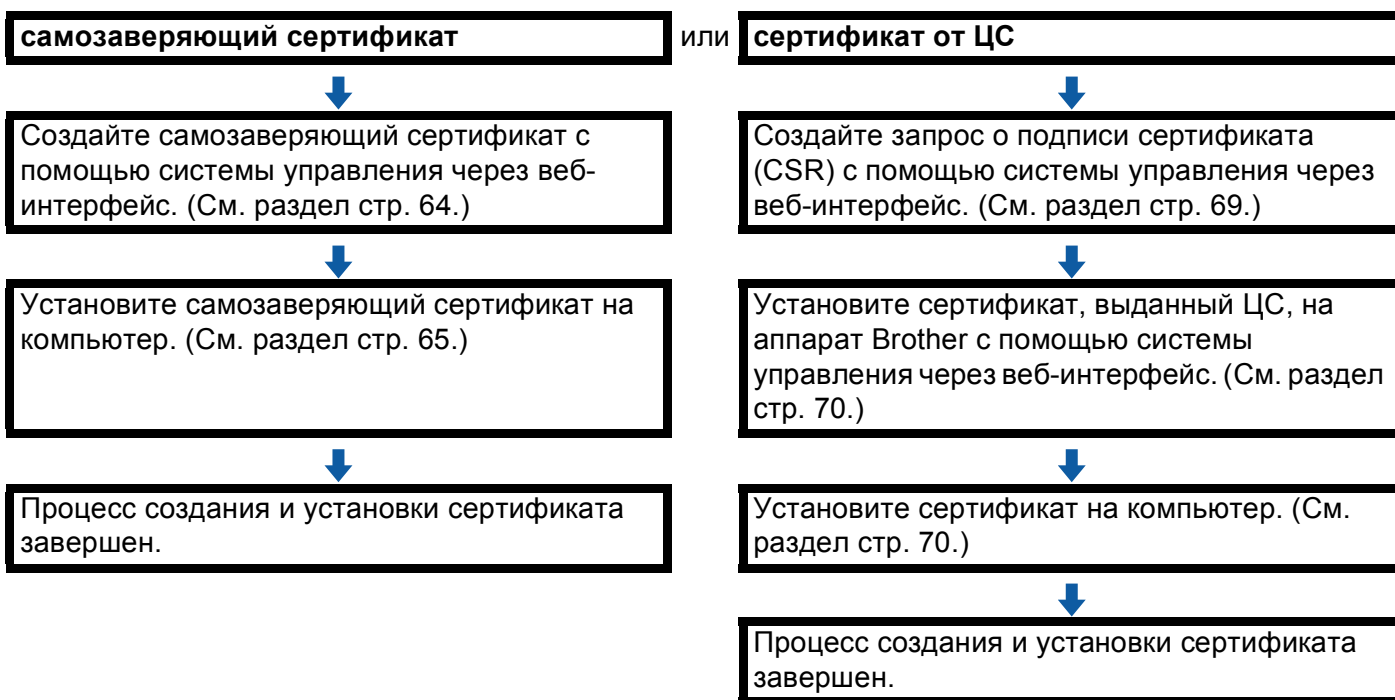 самозаверяющий сертификат
или
сертификат от ЦС
Создайте самозаверяющий сертификат с
помощью системы управления через веб-
интерфейс. (См. раздел стр. 64.)
Создайте запрос о подписи сертификата
(CSR) с помощью системы управления через
веб-интерфейс. (См. раздел стр. 69.)
Установите самозаверяющий сертификат на
компьютер. (См. раздел стр. 65.)
Установите сертификат, выданный ЦС, на
аппарат Brother с помощью системы
управления через веб-интерфейс. (См. раздел
стр. 70.)
Процесс создания и установки сертификата
завершен.
Установите сертификат на компьютер. (См.
раздел стр. 70.)
Процесс создания и установки сертификата
завершен.